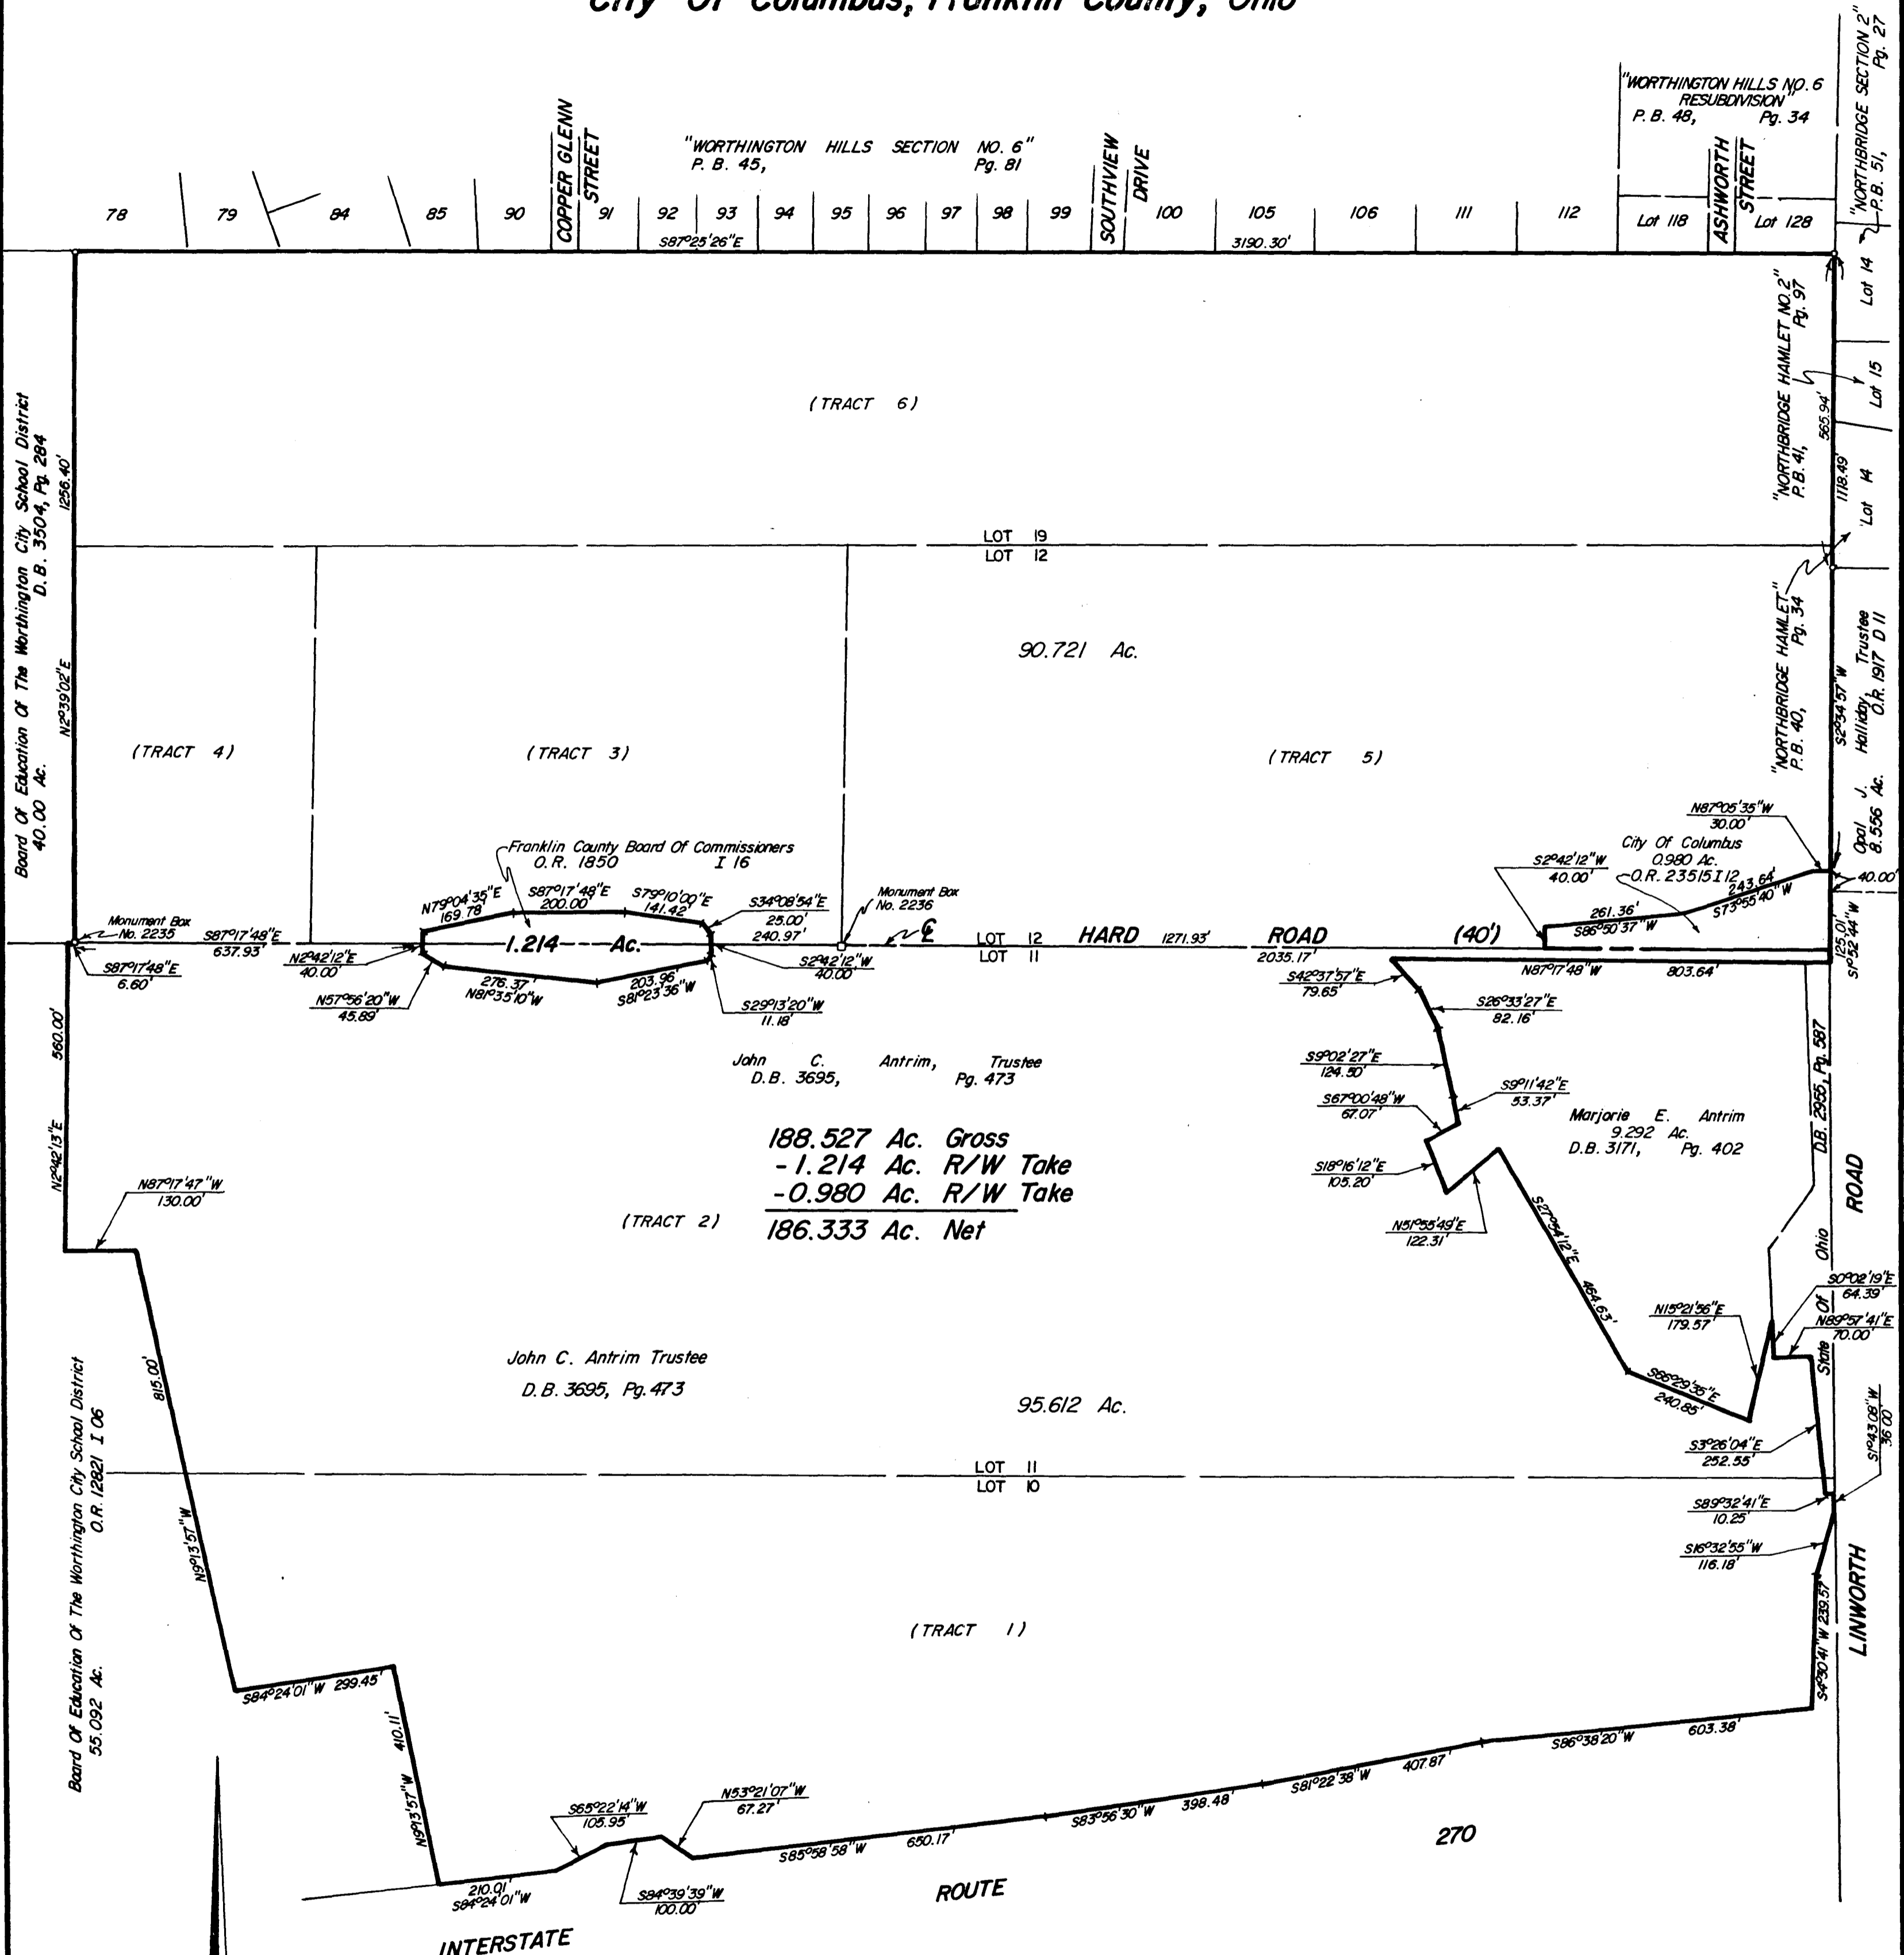 City Of Columbus, Franklin County, Ohio
"NORTHBRIDGE SECTION 2"
P.B. 51, Pg. 27
"WORTHINGTON HILLS NO. 6
RESUBDIVISION"
P. B. 48, Pg. 34
"WORTHINGTON HILLS SECTION NO. 6"
P. B. 45, Pg. 81
COPPER GLENN
STREET
SOUTHVIEW
DRIVE
ASHWORTH
STREET
78 79 84 85 90 91 92 93 94 95 96 97 98 99 100 105 106 111 112 Lot 118 Lot 128
S87°25'26"E 3190.30'
Lot 14
Lot 15
Lot 14
"NORTHBRIDGE HAMLET NO.2"
P.B. 41, Pg. 97
565.94'
1118.49'
(TRACT 6)
Board Of Education Of The Worthington City School District
40.00 Ac. D.B. 3504, Pg. 284
1256.40'
N2°39'02"E
LOT 19
LOT 12
90.721 Ac.
"NORTHBRIDGE HAMLET"
P.B. 40, Pg. 34
S2°34'57"W
Opal J. Halliday, Trustee
8.556 Ac. O.R. 1917 D 11
(TRACT 4)
(TRACT 3)
(TRACT 5)
N87°05'35"W
30.00'
City Of Columbus
0.980 Ac.
O.R. 23515 I 12
S2°42'12"W
40.00'
243.64'
S73°55'40"W
261.36'
S86°50'37"W
40.00'
125.01'
S1°52'44"W
Franklin County Board Of Commissioners
O.R. 1850 I 16
N79°04'35"E
169.78'
S87°17'48"E
200.00'
S79°10'00"E
141.42'
S34°08'54"E
25.00'
240.97'
Monument Box
No. 2236
Monument Box
No. 2235
S87°17'48"E
637.93'
1.214 Ac.
S87°17'48"E
6.60'
N2°42'12"E
40.00'
S2°42'12"W
40.00'
℄
LOT 12 HARD 1271.93' ROAD (40')
LOT 11 2035.17'
N87°17'48"W 803.64'
N57°56'20"W
45.89'
276.37'
N81°35'10"W
203.96'
S81°23'36"W
S29°13'20"W
11.18'
S42°37'57"E
79.65'
S26°33'27"E
82.16'
560.00'
N2°42'13"E
John C. Antrim, Trustee
D.B. 3695, Pg. 473
S9°02'27"E
124.50'
S9°11'42"E
53.37'
S67°00'48"W
67.07'
Marjorie E. Antrim
9.292 Ac.
D.B. 3171, Pg. 402
188.527 Ac. Gross
-1.214 Ac. R/W Take
-0.980 Ac. R/W Take
186.333 Ac. Net
S18°16'12"E
105.20'
N51°55'49"E
122.31'
N87°17'47"W
130.00'
(TRACT 2)
S27°54'12"E
464.63'
State Of Ohio D.B. 2955, Pg. 587
LINWORTH ROAD
S0°02'19"E
64.39'
N15°21'56"E
179.57'
N89°57'41"E
70.00'
John C. Antrim Trustee
D.B. 3695, Pg. 473
815.00'
N9°13'57"W
S66°29'35"E
240.85'
95.612 Ac.
S1°43'08"W
36.00'
S3°26'04"E
252.55'
LOT 11
LOT 10
S89°32'41"E
10.25'
S16°32'55"W
116.18'
Board Of Education Of The Worthington City School District
55.092 Ac. O.R. 12821 I 06
(TRACT 1)
S4°30'41"W 239.57'
S84°24'01"W 299.45'
410.11'
N9°13'57"W
S86°38'20"W 603.38'
S81°22'38"W 407.87'
S83°56'30"W 398.48'
S85°58'58"W 650.17'
N53°21'07"W
67.27'
S65°22'14"W
105.95'
S84°39'39"W
100.00'
210.01'
S84°24'01"W
INTERSTATE ROUTE 270